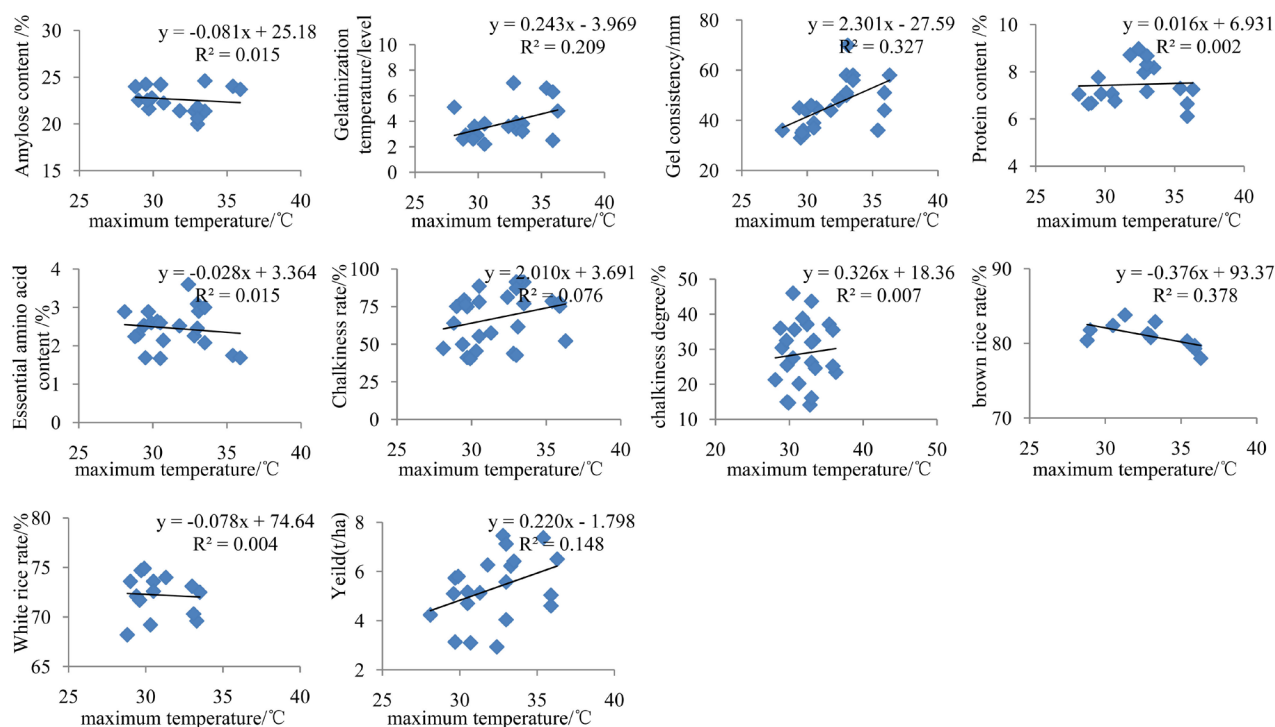 y = -0.081x + 25.18
R² = 0.015
Amylose content /%
30
25
20
15
25
30
35
40
maximum temperature/℃
y = 0.243x - 3.969
R² = 0.209
Gelatinization
temperature/level
10
8
6
4
2
0
25
30
35
40
maximum temperature/℃
y = 2.301x - 27.59
R² = 0.327
Gel consistency/mm
80
60
40
20
25
30
35
40
maximum temperature/℃
y = 0.016x + 6.931
R² = 0.002
Protein content /%
10
8
6
4
25
30
35
40
maximum temperature/℃
y = -0.028x + 3.364
R² = 0.015
Essential amino acid
content /%
4
3
2
1
0
25
30
35
40
maximum temperature/℃
y = 2.010x + 3.691
R² = 0.076
Chalkiness rate/%
100
75
50
25
0
25
30
35
40
maximum temperature/℃
y = 0.326x + 18.36
R² = 0.007
chalkiness degree/%
50
40
30
20
10
20
30
40
50
maximum temperature/℃
y = -0.376x + 93.37
R² = 0.378
brown rice rate/%
90
80
70
25
30
35
40
maximum temperature/℃
y = -0.078x + 74.64
R² = 0.004
White rice rate/%
80
75
70
65
25
30
35
40
maximum temperature/℃
y = 0.220x - 1.798
R² = 0.148
Yeild(t/ha)
8
6
4
2
25
30
35
40
maximum temperature/℃